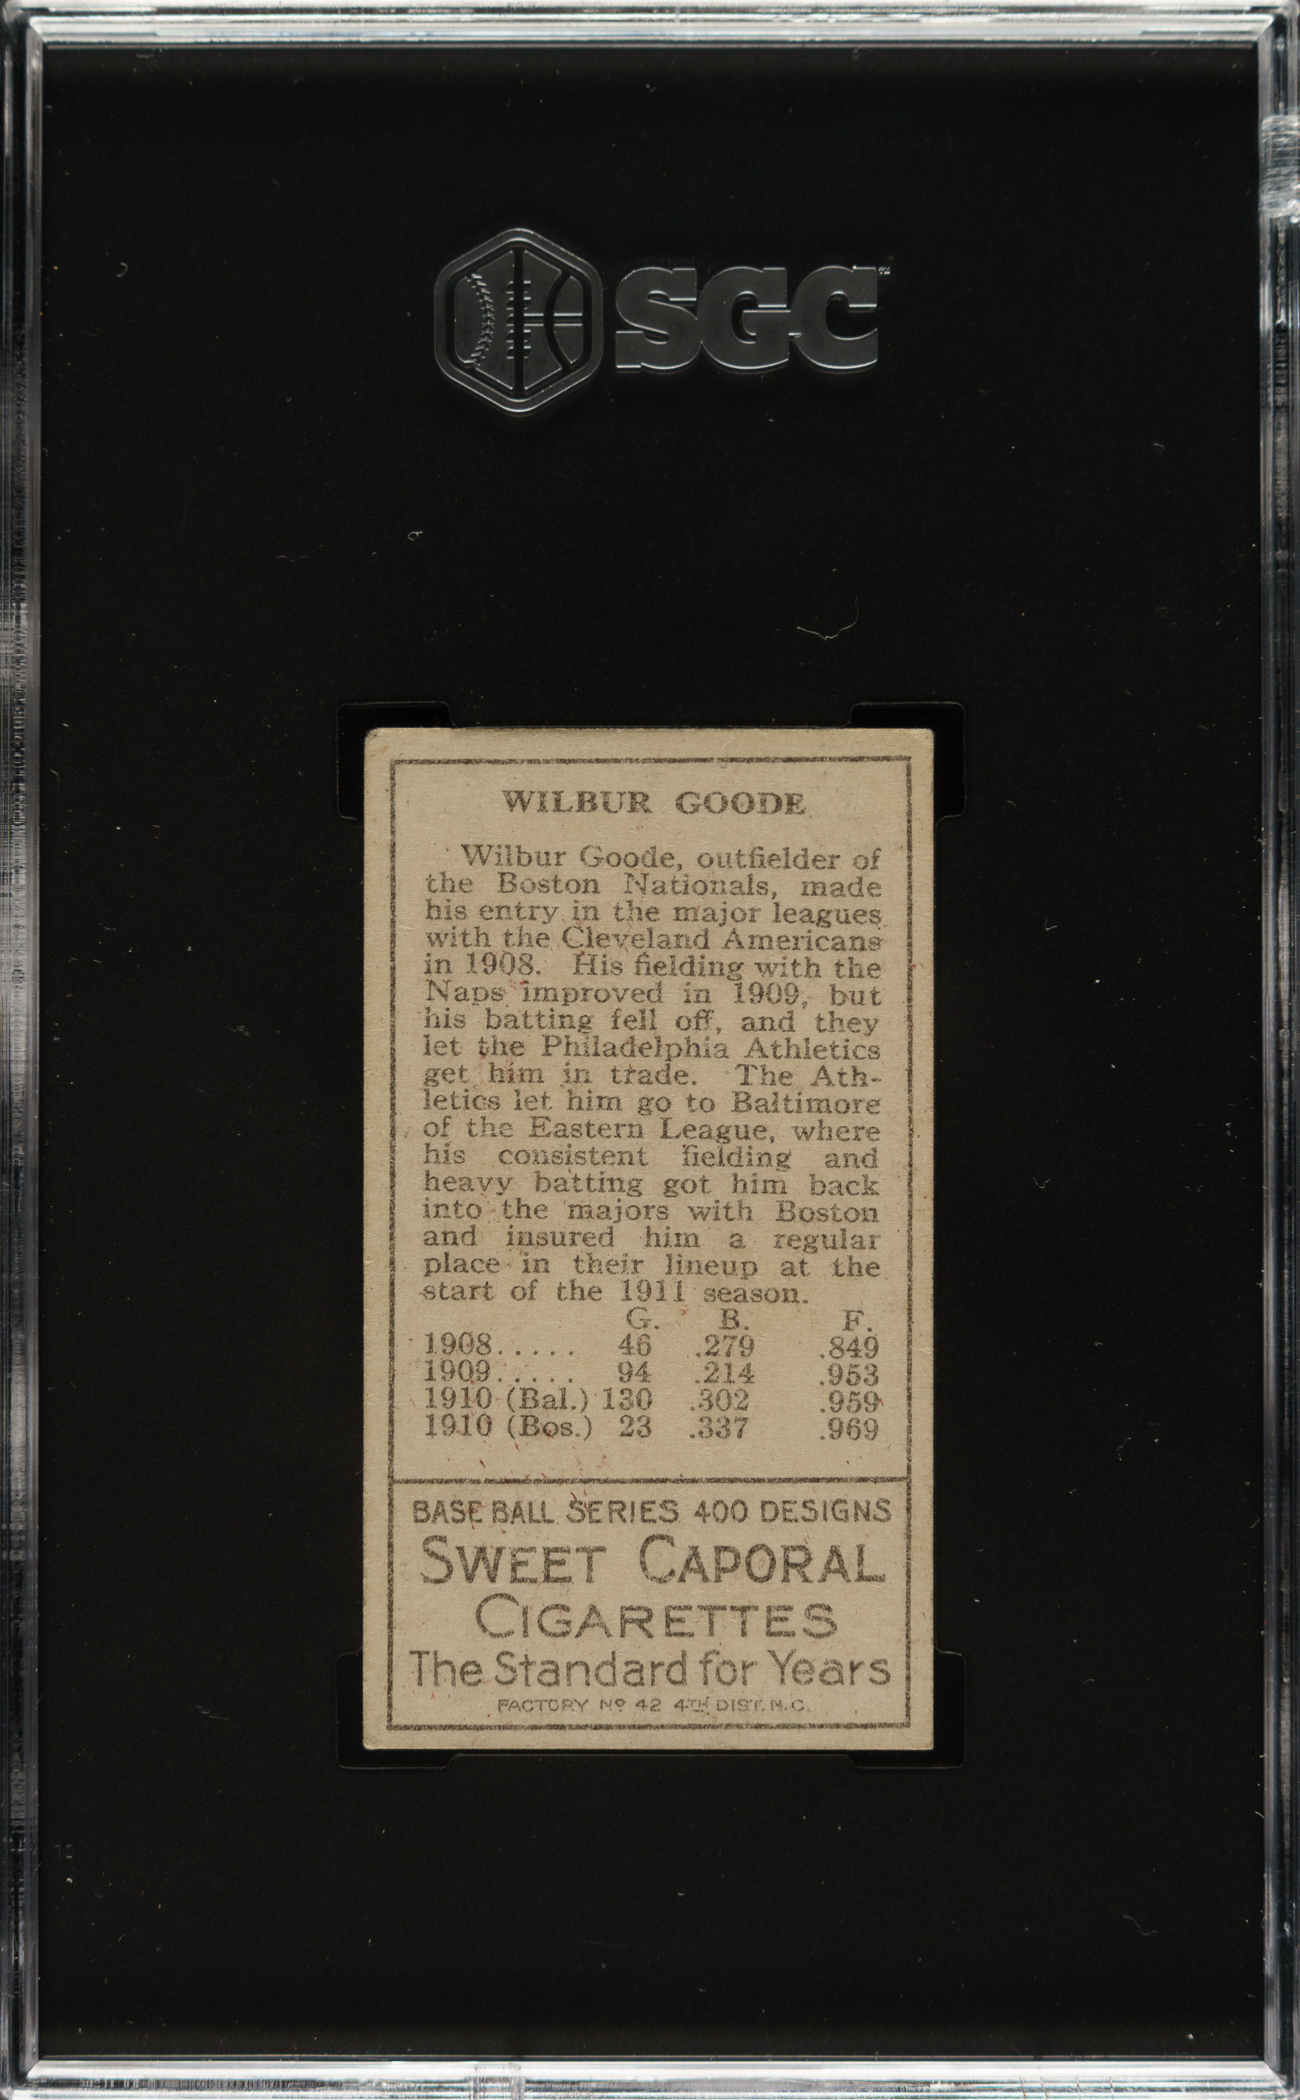 SGC™
WILBUR GOODE
Wilbur Goode, outfielder of
the Boston Nationals, made
his entry in the major leagues
with the Cleveland Americans
in 1908. His fielding with the
Naps improved in 1909, but
his batting fell off, and they
let the Philadelphia Athletics
get him in trade. The Ath-
letics let him go to Baltimore
of the Eastern League, where
his consistent fielding and
heavy batting got him back
into the majors with Boston
and insured him a regular
place in their lineup at the
start of the 1911 season.
G. B. F.
1908..... 46 .279 .849
1909..... 94 .214 .953
1910 (Bal.) 130 .302 .959
1910 (Bos.) 23 .337 .969
BASE BALL SERIES 400 DESIGNS
SWEET CAPORAL
CIGARETTES
The Standard for Years
FACTORY Nº 42 4TH DIST. N.C.